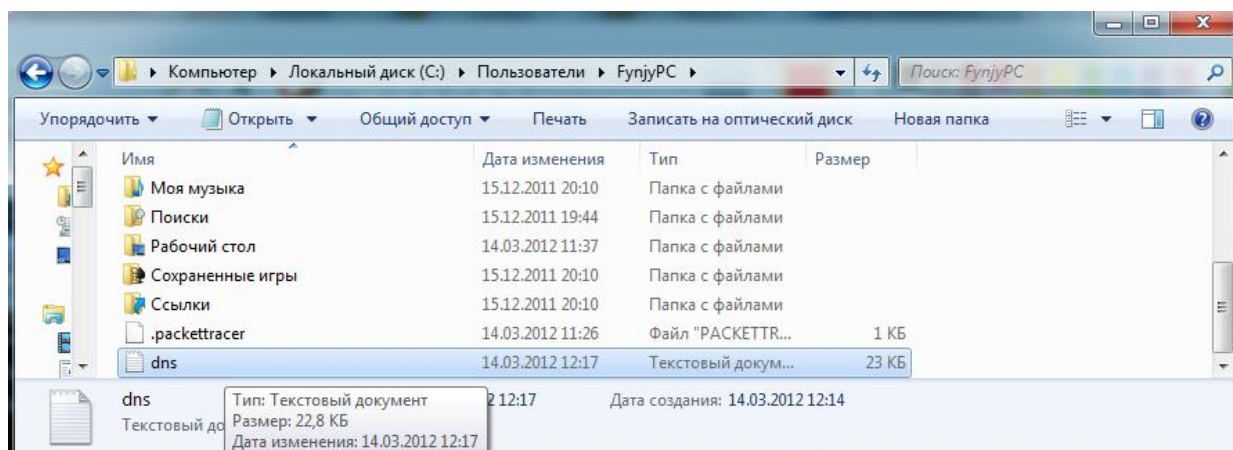 Компьютер Локальный диск (C:) Пользователи FynjyPC Поиск: FynjyPC
Упорядочить Открыть Общий доступ Печать Записать на оптический диск Новая папка
Имя Дата изменения Тип Размер
Моя музыка 15.12.2011 20:10 Папка с файлами
Поиски 15.12.2011 19:44 Папка с файлами
Рабочий стол 14.03.2012 11:37 Папка с файлами
Сохраненные игры 15.12.2011 20:10 Папка с файлами
Ссылки 15.12.2011 20:10 Папка с файлами
.packettracer 14.03.2012 11:26 Файл "PACKETTR... 1 КБ
dns 14.03.2012 12:17 Текстовый докум... 23 КБ
dns 2 12:17 Дата создания: 14.03.2012 12:14
Текстовый до
Тип: Текстовый документ
Размер: 22,8 КБ
Дата изменения: 14.03.2012 12:17